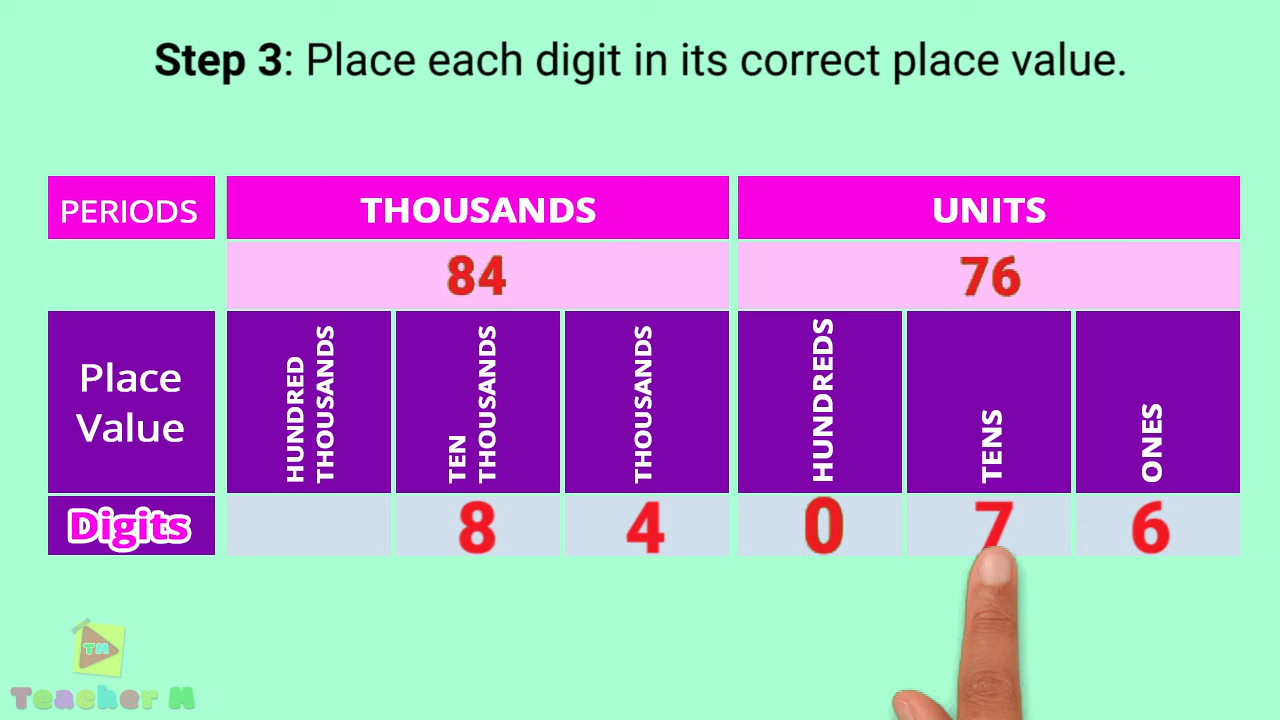 Step 3: Place each digit in its correct place value.
PERIODS THOUSANDS UNITS
84 76
Place
Value
HUNDRED
THOUSANDS
TEN
THOUSANDS
THOUSANDS
HUNDREDS
TENS
ONES
Digits 8 4 0 7 6
TM
Teacher M